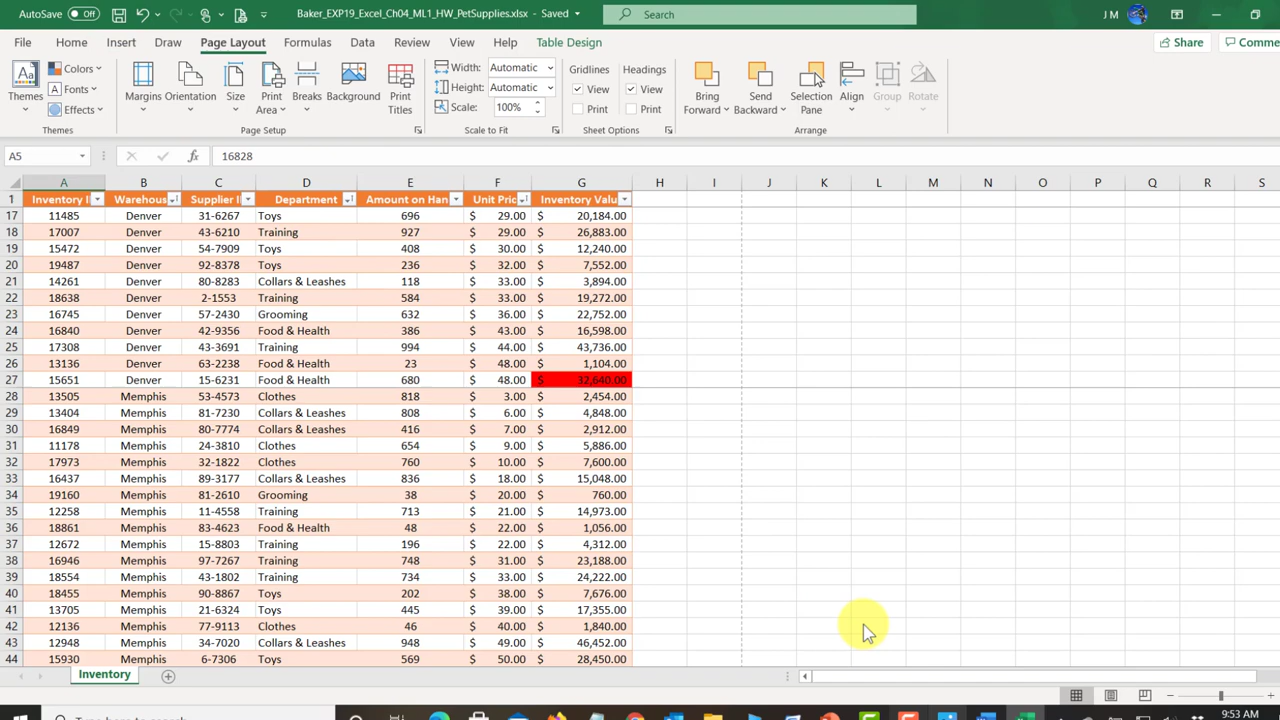 AutoSave Off Baker_EXP19_Excel_Ch04_ML1_HW_PetSupplies.xlsx - Saved Search J M
File Home Insert Draw Page Layout Formulas Data Review View Help Table Design Share Comme
Themes Colors Fonts Effects Margins Orientation Size Print Area Breaks Background Print Titles Width: Automatic Height: Automatic Scale: 100% Gridlines View Print Headings View Print Bring Forward Send Backward Selection Pane Align Group Rotate
Themes Page Setup Scale to Fit Sheet Options Arrange
A5 fx 16828
A B C D E F G H I J K L M N O P Q R S
1 Inventory I Warehous Supplier I Department Amount on Han Unit Pric Inventory Valu
17 11485 Denver 31-6267 Toys 696 $ 29.00 $ 20,184.00
18 17007 Denver 43-6210 Training 927 $ 29.00 $ 26,883.00
19 15472 Denver 54-7909 Toys 408 $ 30.00 $ 12,240.00
20 19487 Denver 92-8378 Toys 236 $ 32.00 $ 7,552.00
21 14261 Denver 80-8283 Collars & Leashes 118 $ 33.00 $ 3,894.00
22 18638 Denver 2-1553 Training 584 $ 33.00 $ 19,272.00
23 16745 Denver 57-2430 Grooming 632 $ 36.00 $ 22,752.00
24 16840 Denver 42-9356 Food & Health 386 $ 43.00 $ 16,598.00
25 17308 Denver 43-3691 Training 994 $ 44.00 $ 43,736.00
26 13136 Denver 63-2238 Food & Health 23 $ 48.00 $ 1,104.00
27 15651 Denver 15-6231 Food & Health 680 $ 48.00 $ 32,640.00
28 13505 Memphis 53-4573 Clothes 818 $ 3.00 $ 2,454.00
29 13404 Memphis 81-7230 Collars & Leashes 808 $ 6.00 $ 4,848.00
30 16849 Memphis 80-7774 Collars & Leashes 416 $ 7.00 $ 2,912.00
31 11178 Memphis 24-3810 Clothes 654 $ 9.00 $ 5,886.00
32 17973 Memphis 32-1822 Clothes 760 $ 10.00 $ 7,600.00
33 16437 Memphis 89-3177 Collars & Leashes 836 $ 18.00 $ 15,048.00
34 19160 Memphis 81-2610 Grooming 38 $ 20.00 $ 760.00
35 12258 Memphis 11-4558 Training 713 $ 21.00 $ 14,973.00
36 18861 Memphis 83-4623 Food & Health 48 $ 22.00 $ 1,056.00
37 12672 Memphis 15-8803 Training 196 $ 22.00 $ 4,312.00
38 16946 Memphis 97-7267 Training 748 $ 31.00 $ 23,188.00
39 18554 Memphis 43-1802 Training 734 $ 33.00 $ 24,222.00
40 18455 Memphis 90-8867 Toys 202 $ 38.00 $ 7,676.00
41 13705 Memphis 21-6324 Toys 445 $ 39.00 $ 17,355.00
42 12136 Memphis 77-9113 Clothes 46 $ 40.00 $ 1,840.00
43 12948 Memphis 34-7020 Collars & Leashes 948 $ 49.00 $ 46,452.00
44 15930 Memphis 6-7306 Toys 569 $ 50.00 $ 28,450.00
Inventory
Type here to search 9:53 AM